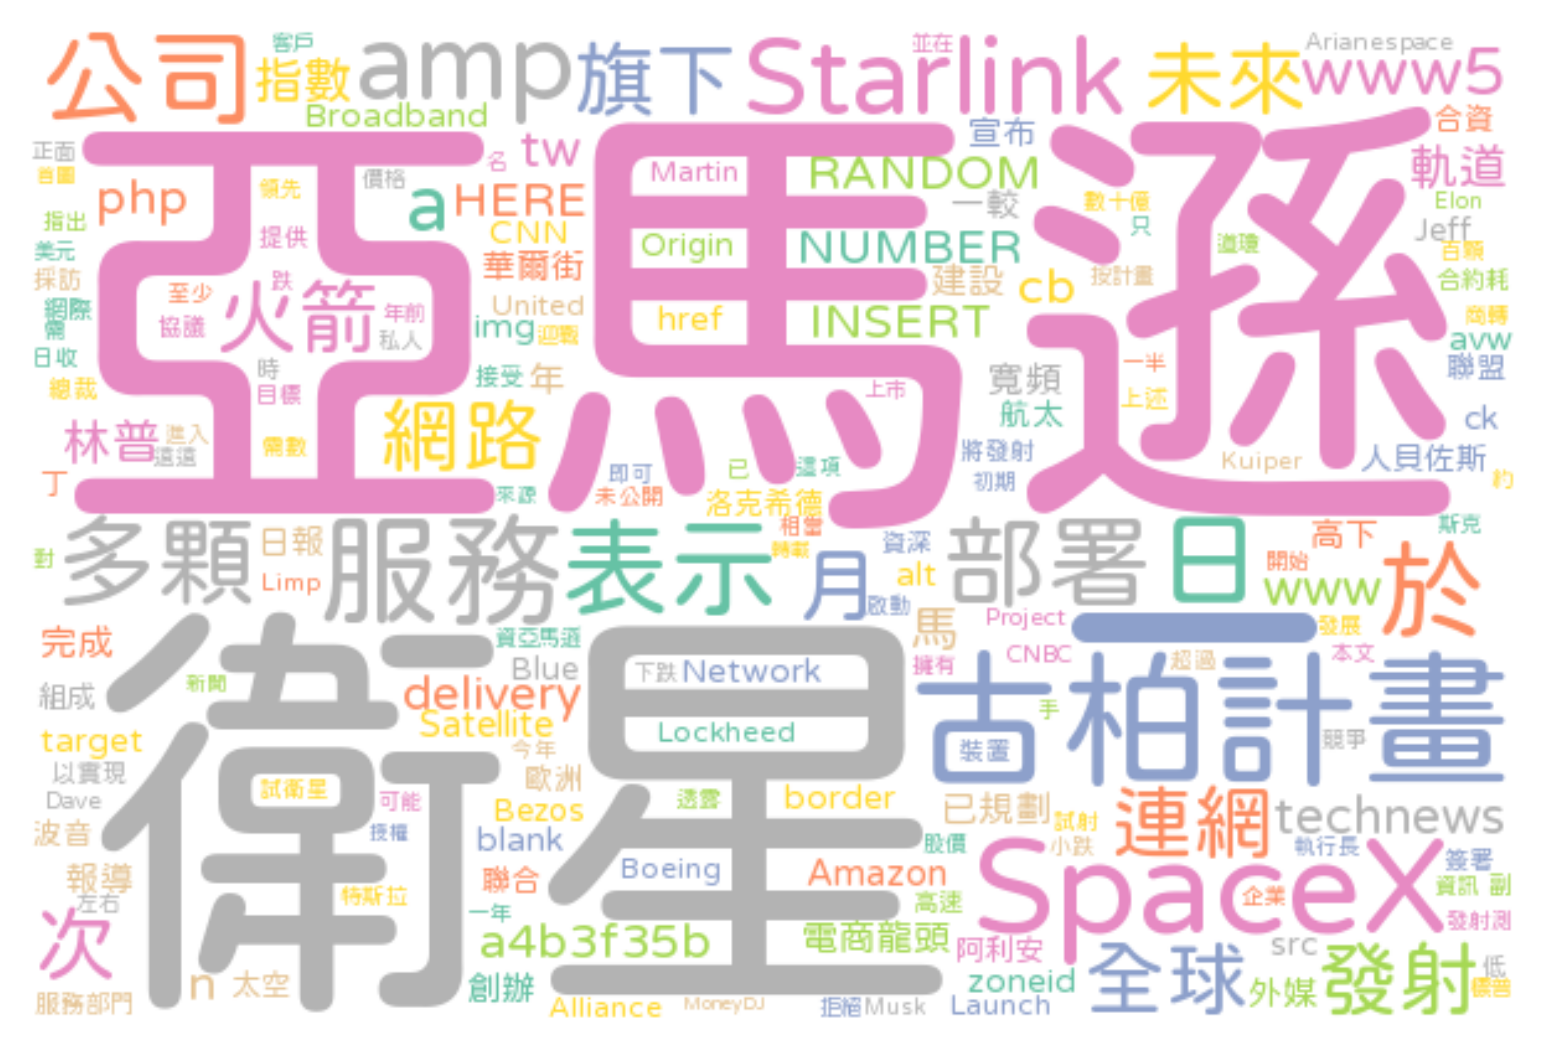 公司
客戶
指數
amp
Broadband
旗下
Starlink
並在
未來
Arianespace
www5
亞馬遜
正面
首圖
php
指出
美元
採訪
網際
需
日收
總裁
領先
價格
提供
跌
至少
火箭
協議
年前
私人
時
目標
需數
名
tw
a
HERE
CNN
華爾街
United
img
迎戰
接受
年
網路
來源
林普
進入
這遠
丁
Martin
Origin
href
RANDOM
宣布
一較
NUMBER
建設
cb
INSERT
數十億
只
道瓊
按計畫
合資
軌道
Elon
Jeff
百顆
合約耗
商轉
avw
聯盟
ck
人貝佐斯
約
寬頻
航太
一半
上述
將發射
初期
Kuiper
上市
即可
未公開
已
這項
洛克希德
相當
轉載
對
多顆
日報
Limp
服務
表示
月
資深
alt
啟動
部署
日
高下
開始
www
斯克
於
完成
組成
新聞
target
以實現
Dave
波音
衛星
試衛星
可能
授權
資亞馬遜
Blue
delivery
Satellite
今年
歐洲
Bezos
blank
下跌
Network
Lockheed
透露
border
Boeing
Amazon
馬
擁有
Project
CNBC
一
發展
超過
本文
手
古柏計畫
裝置
競爭
已規劃
試射
小跌
連網
technews
股價
執行長
簽署
資訊
副
SpaceX
企業
發射測
報導
左右
次
n
太空
服務部門
特斯拉
聯合
一年
a4b3f35b
創辦
Alliance
MoneyDJ
高速
電商龍頭
阿利安
拒絕
Musk
zoneid
Launch
全球
src
外媒
發射
低
標普